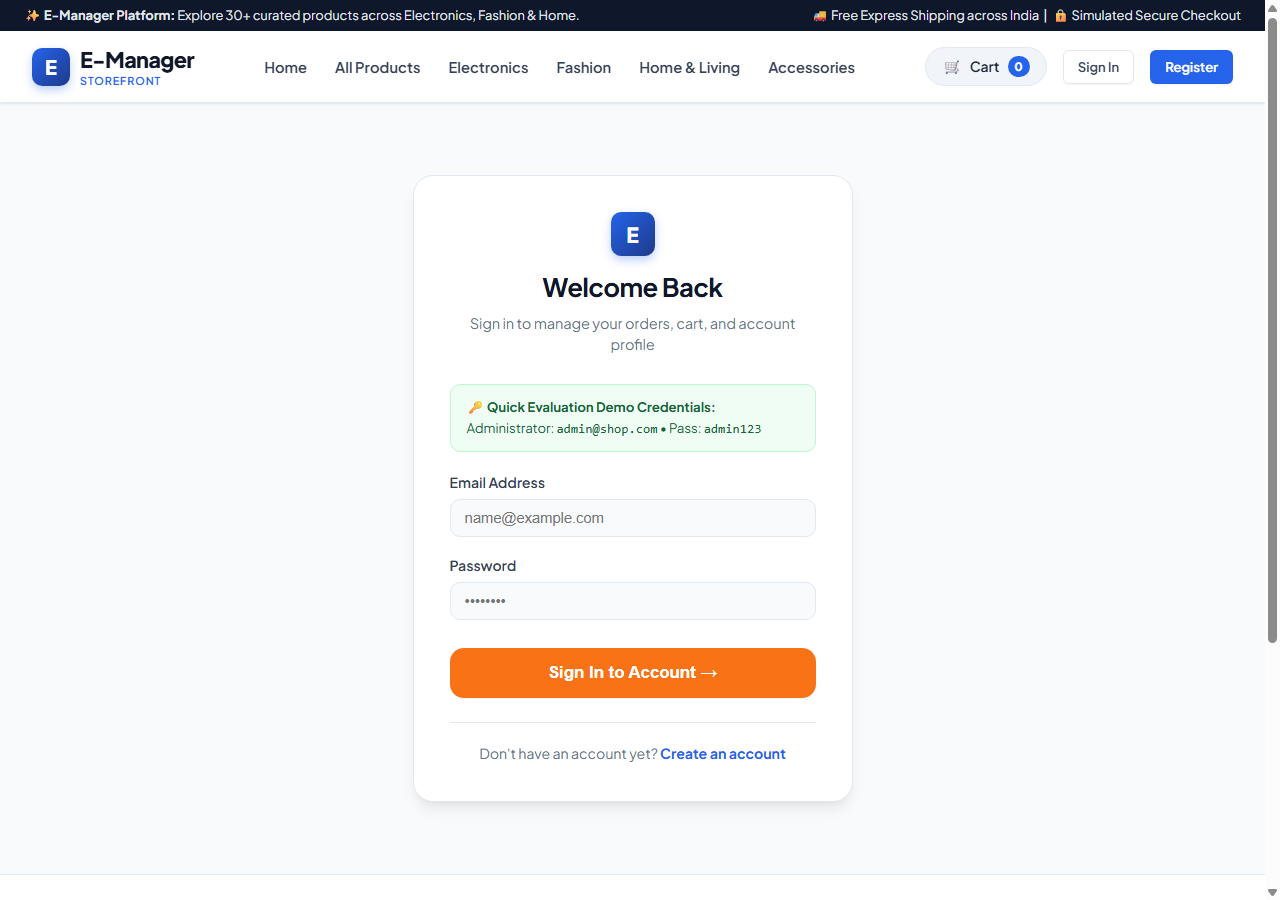 ✨ E-Manager Platform: Explore 30+ curated products across Electronics, Fashion & Home.
🚚 Free Express Shipping across India | 🔒 Simulated Secure Checkout
E
E-Manager
STOREFRONT
Home
All Products
Electronics
Fashion
Home & Living
Accessories
🛒 Cart 0
Sign In
Register
E
Welcome Back
Sign in to manage your orders, cart, and account
profile
🔑 Quick Evaluation Demo Credentials:
Administrator: admin@shop.com • Pass: admin123
Email Address
name@example.com
Password
••••••••
Sign In to Account →
Don't have an account yet? Create an account